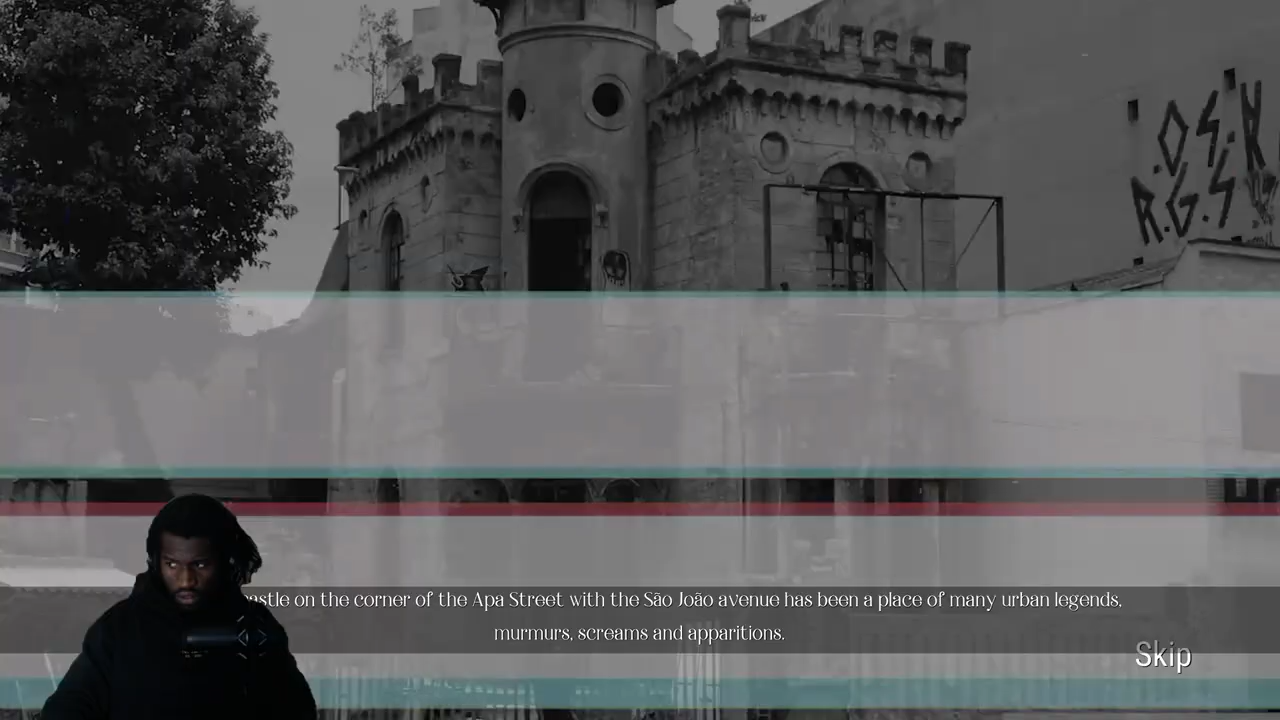 O.S.K
R.G.S
on the corner of the Apa Street with the São João avenue has been a place of many urban legends,
murmurs, screams and apparitions.
Skip